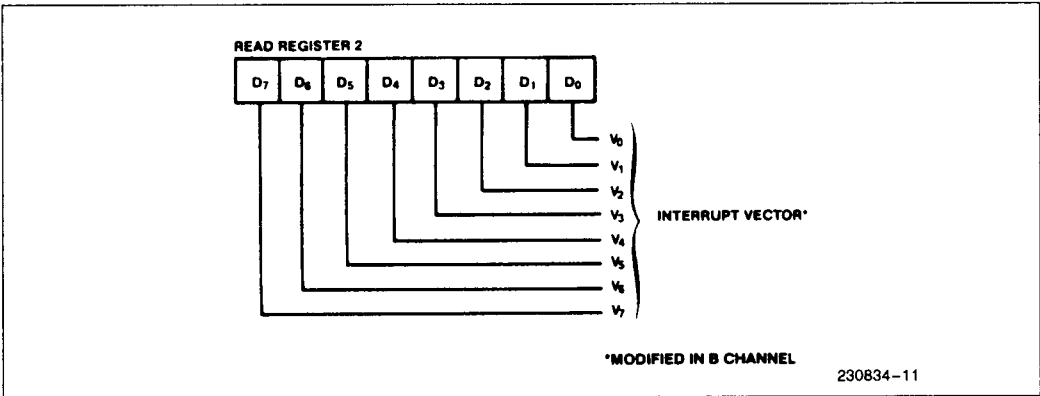 READ REGISTER 2
D7 D6 D5 D4 D3 D2 D1 D0
V0
V1
V2
V3 INTERRUPT VECTOR*
V4
V5
V6
V7
*MODIFIED IN B CHANNEL
230834-11